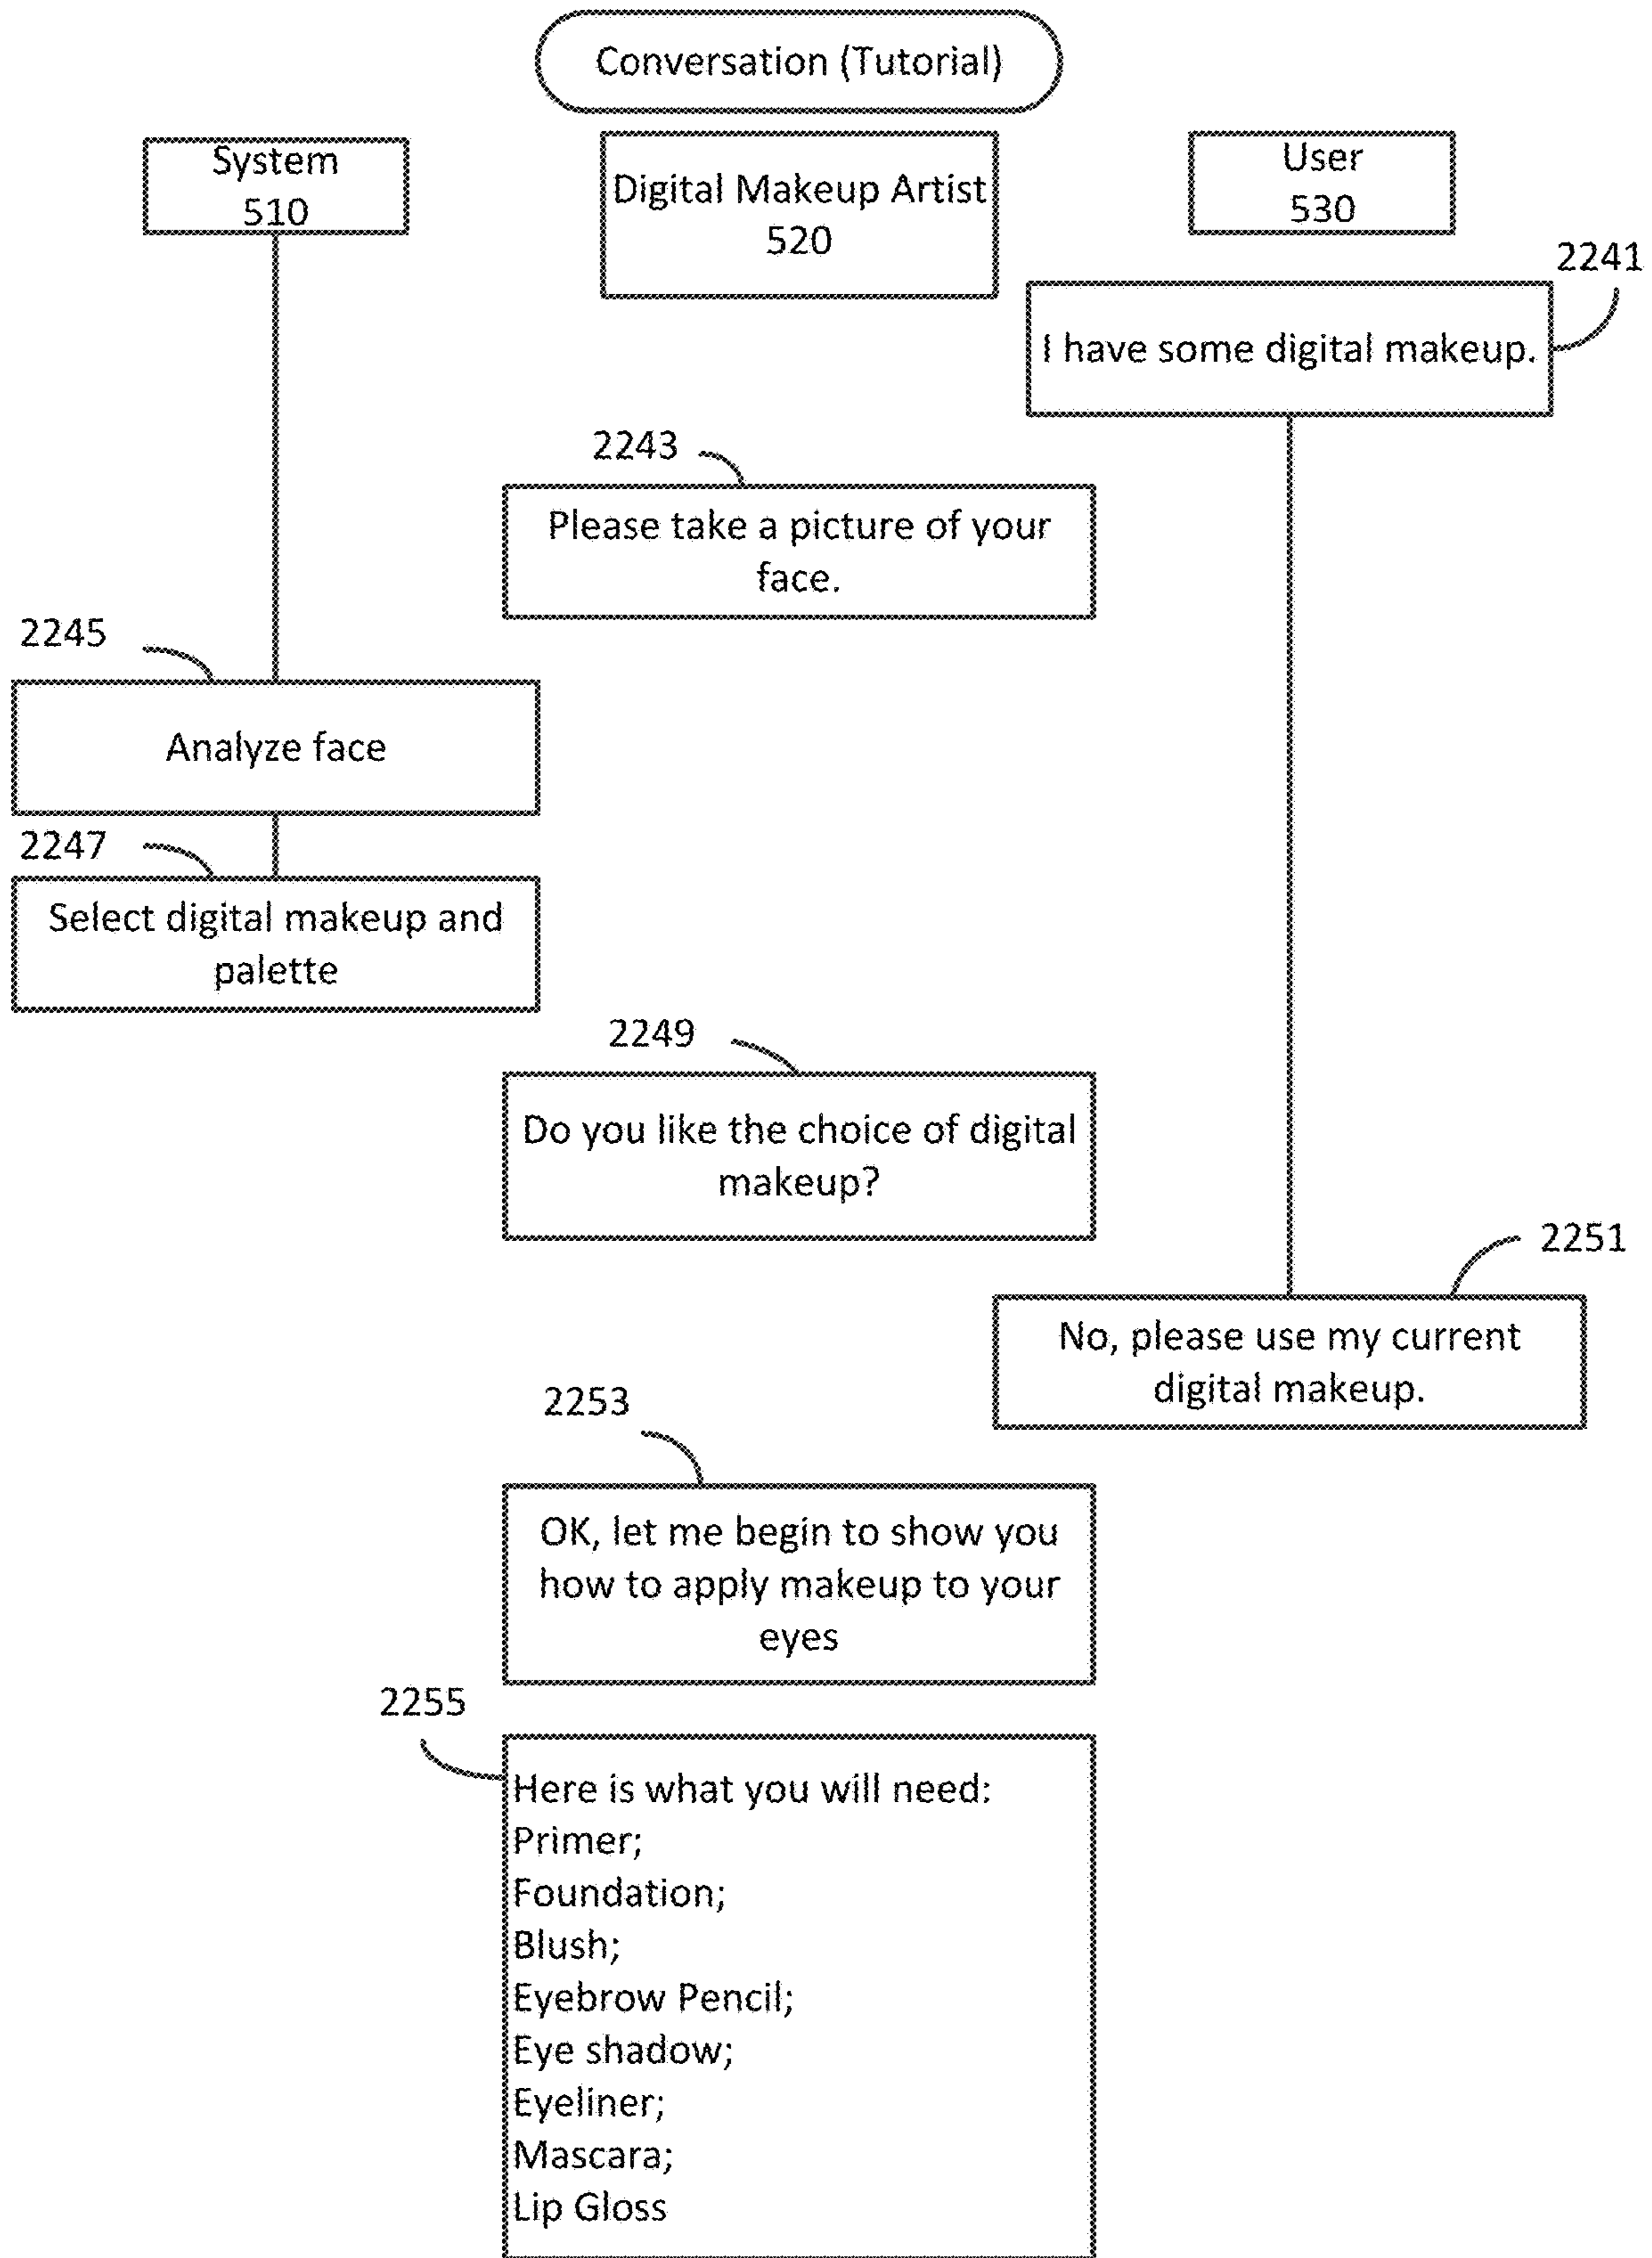 Conversation (Tutorial)
System
510
Digital Makeup Artist
520
User
530
2241
I have some digital makeup.
2243
Please take a picture of your
face.
2245
Analyze face
2247
Select digital makeup and
palette
2249
Do you like the choice of digital
makeup?
2251
No, please use my current
digital makeup.
2253
OK, let me begin to show you
how to apply makeup to your
eyes
2255
Here is what you will need:
Primer;
Foundation;
Blush;
Eyebrow Pencil;
Eye shadow;
Eyeliner;
Mascara;
Lip Gloss